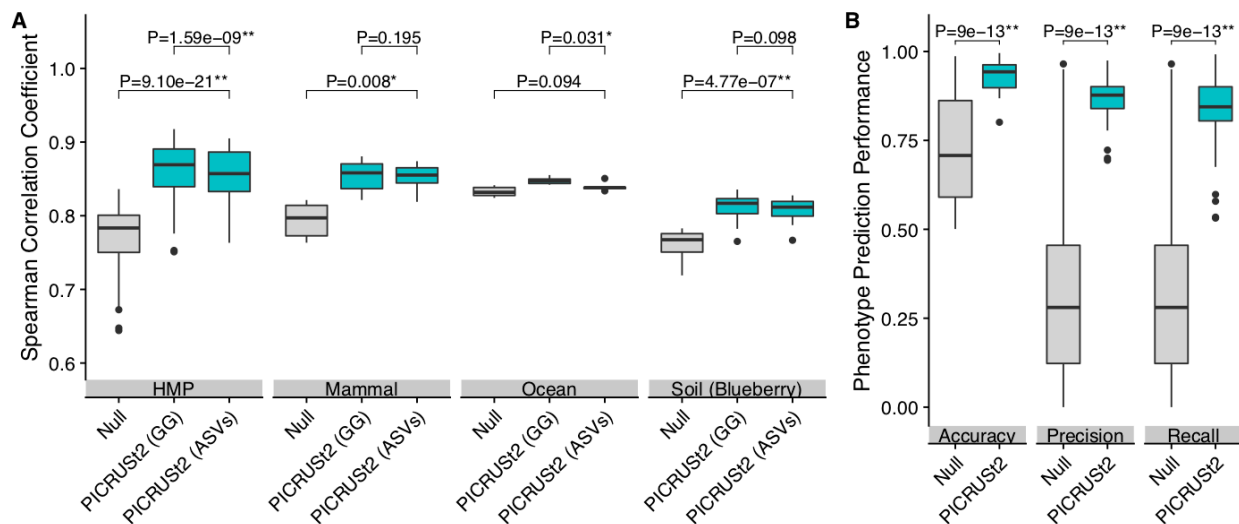 A
Spearman Correlation Coefficient
1.0
0.9
0.8
0.7
0.6
P=1.59e−09**
P=9.10e−21**
P=0.195
P=0.008*
P=0.031*
P=0.094
P=0.098
P=4.77e−07**
HMP
Mammal
Ocean
Soil (Blueberry)
Null
PICRUSt2 (GG)
PICRUSt2 (ASVs)
Null
PICRUSt2 (GG)
PICRUSt2 (ASVs)
Null
PICRUSt2 (GG)
PICRUSt2 (ASVs)
Null
PICRUSt2 (GG)
PICRUSt2 (ASVs)
B
Phenotype Prediction Performance
1.00
0.75
0.50
0.25
0.00
P=9e−13**
P=9e−13**
P=9e−13**
Accuracy
Precision
Recall
Null
PICRUSt2
Null
PICRUSt2
Null
PICRUSt2